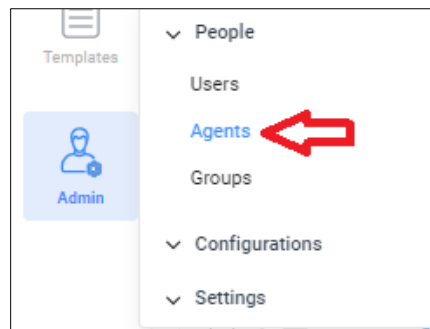 Templates
Admin
People
Users
Agents
Groups
Configurations
Settings